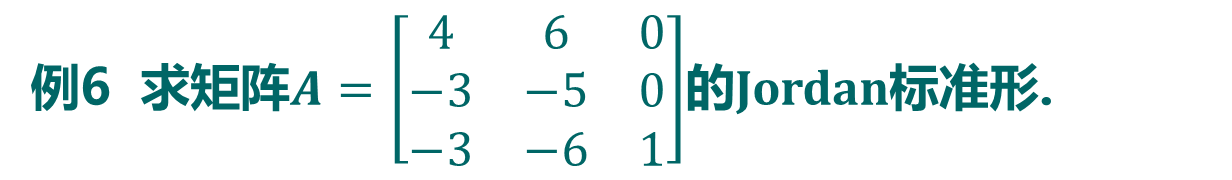 例6 求矩阵A = [4 6 0; −3 −5 0; −3 −6 1]的Jordan标准形.